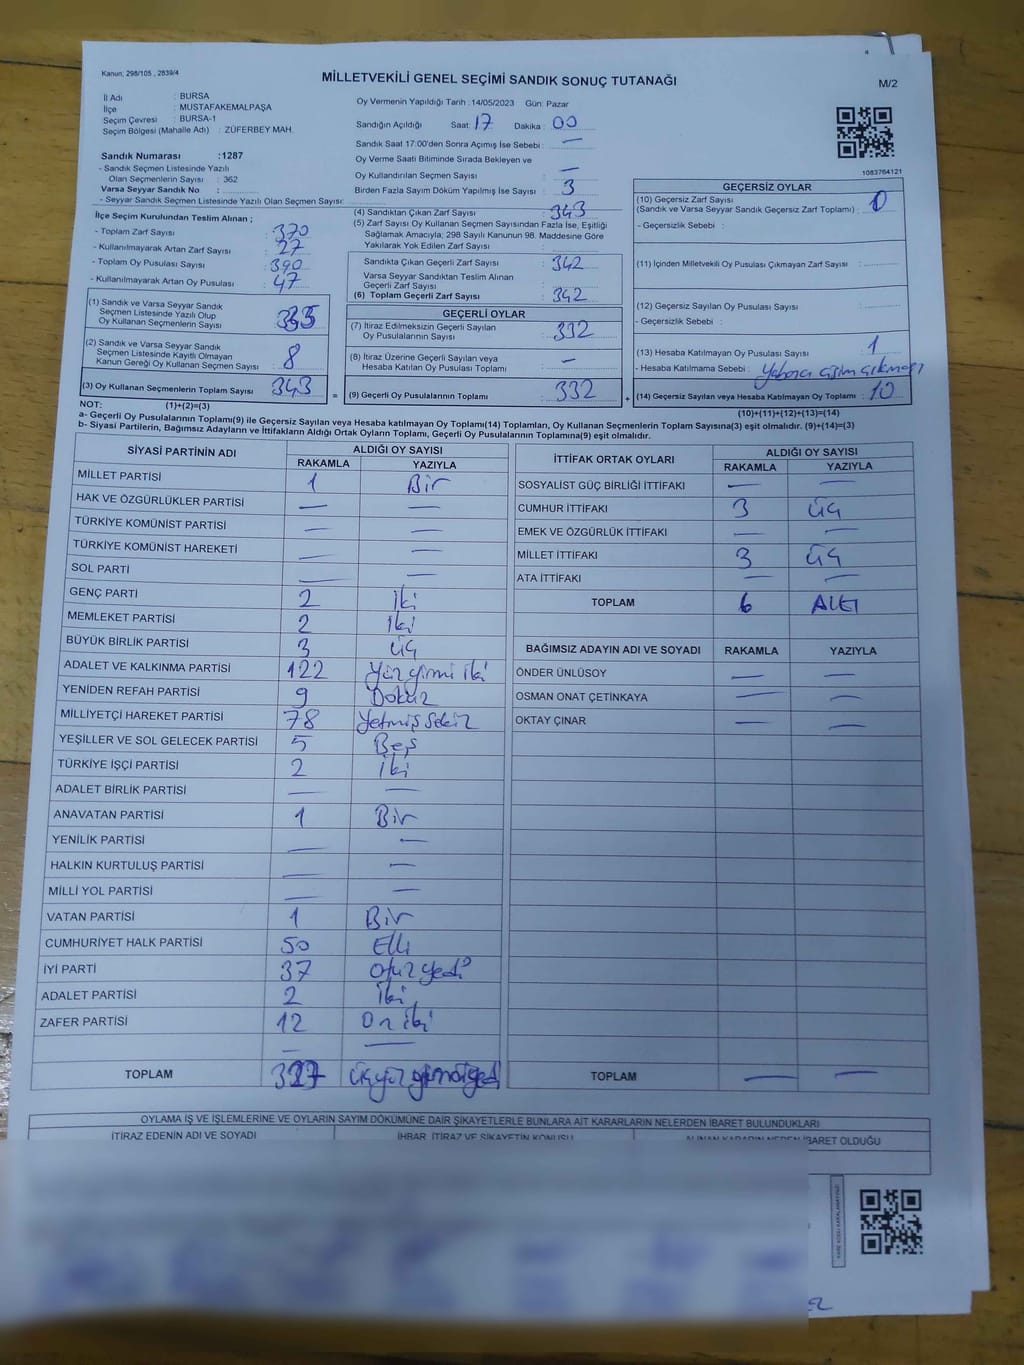 Kanun, 298/105 , 2839/4
MİLLETVEKİLİ GENEL SEÇİMİ SANDIK SONUÇ TUTANAĞI
M/2
İl Adı : BURSA
İlçe : MUSTAFAKEMALPAŞA
Seçim Çevresi : BURSA-1
Seçim Bölgesi (Mahalle Adı) : ZÜFERBEY MAH.
Oy Vermenin Yapıldığı Tarih : 14/05/2023 Gün: Pazar
Sandığın Açıldığı Saat: 17 Dakika : 00
Sandık Saat 17:00'den Sonra Açımış İse Sebebi : —
Oy Verme Saati Bitiminde Sırada Bekleyen ve
Oy Kullandırılan Seçmen Sayısı : —
Birden Fazla Sayım Döküm Yapılmış İse Sayısı : 3
1083764121
Sandık Numarası : 1287
- Sandık Seçmen Listesinde Yazılı
Olan Seçmenlerin Sayısı : 362
Varsa Seyyar Sandık No :
- Seyyar Sandık Seçmen Listesinde Yazılı Olan Seçmen Sayısı:
İlçe Seçim Kurulundan Teslim Alınan ;
- Toplam Zarf Sayısı : 370
- Kullanılmayarak Artan Zarf Sayısı : 27
- Toplam Oy Pusulası Sayısı : 390
- Kullanılmayarak Artan Oy Pusulası : 47
(1) Sandık ve Varsa Seyyar Sandık
Seçmen Listesinde Yazılı Olup
Oy Kullanan Seçmenlerin Sayısı : 335
(2) Sandık ve Varsa Seyyar Sandık
Seçmen Listesinde Kayıtlı Olmayan
Kanun Gereği Oy Kullanan Seçmen Sayısı : 8
(3) Oy Kullanan Seçmenlerin Toplam Sayısı : 343
(4) Sandıktan Çıkan Zarf Sayısı : 343
(5) Zarf Sayısı Oy Kullanan Seçmen Sayısından Fazla İse, Eşitliği
Sağlamak Amacıyla; 298 Sayılı Kanunun 98. Maddesine Göre
Yakılarak Yok Edilen Zarf Sayısı :
Sandıkta Çıkan Geçerli Zarf Sayısı : 342
Varsa Seyyar Sandıktan Teslim Alınan
Geçerli Zarf Sayısı :
(6) Toplam Geçerli Zarf Sayısı : 342
GEÇERLİ OYLAR
(7) İtiraz Edilmeksizin Geçerli Sayılan
Oy Pusulalarının Sayısı : 332
(8) İtiraz Üzerine Geçerli Sayılan veya
Hesaba Katılan Oy Pusulası Toplamı : —
= (9) Geçerli Oy Pusulalarının Toplamı : 332 +
GEÇERSİZ OYLAR
(10) Geçersiz Zarf Sayısı
(Sandık ve Varsa Seyyar Sandık Geçersiz Zarf Toplamı) : 0
- Geçersizlik Sebebi :
(11) İçinden Milletvekili Oy Pusulası Çıkmayan Zarf Sayısı :
(12) Geçersiz Sayılan Oy Pusulası Sayısı :
- Geçersizlik Sebebi :
(13) Hesaba Katılmayan Oy Pusulası Sayısı : 1
- Hesaba Katılmama Sebebi :
(14) Geçersiz Sayılan veya Hesaba Katılmayan Oy Toplamı : 10
NOT: (1)+(2)=(3)
(10)+(11)+(12)+(13)=(14)
a- Geçerli Oy Pusulalarının Toplamı(9) ile Geçersiz Sayılan veya Hesaba Katılmayan Oy Toplamı(14) Toplamları, Oy Kullanan Seçmenlerin Toplam Sayısına(3) eşit olmalıdır. (9)+(14)=(3)
b- Siyasi Partilerin, Bağımsız Adayların ve İttifakların Aldığı Ortak Oyların Toplamı, Geçerli Oy Pusulalarının Toplamına(9) eşit olmalıdır.
SİYASİ PARTİNİN ADI ALDIĞI OY SAYISI
RAKAMLA YAZIYLA
MİLLET PARTİSİ 1 Bir
HAK VE ÖZGÜRLÜKLER PARTİSİ — —
TÜRKİYE KOMÜNİST PARTİSİ — —
TÜRKİYE KOMÜNİST HAREKETİ — —
SOL PARTİ — —
GENÇ PARTİ 2 İki
MEMLEKET PARTİSİ 2 İki
BÜYÜK BİRLİK PARTİSİ 3 Üç
ADALET VE KALKINMA PARTİSİ 122 Yüzyirmi iki
YENİDEN REFAH PARTİSİ 9 Dokuz
MİLLİYETÇİ HAREKET PARTİSİ 78 Yetmiş sekiz
YEŞİLLER VE SOL GELECEK PARTİSİ 5 Beş
TÜRKİYE İŞÇİ PARTİSİ 2 İki
ADALET BİRLİK PARTİSİ — —
ANAVATAN PARTİSİ 1 Bir
YENİLİK PARTİSİ — —
HALKIN KURTULUŞ PARTİSİ — —
MİLLİ YOL PARTİSİ — —
VATAN PARTİSİ 1 Bir
CUMHURİYET HALK PARTİSİ 50 Elli
İYİ PARTİ 37 Otuz yedi
ADALET PARTİSİ 2 İki
ZAFER PARTİSİ 12 On iki
— —
TOPLAM
İTTİFAK ORTAK OYLARI ALDIĞI OY SAYISI
RAKAMLA YAZIYLA
SOSYALİST GÜÇ BİRLİĞİ İTTİFAKI — —
CUMHUR İTTİFAKI 3 Üç
EMEK VE ÖZGÜRLÜK İTTİFAKI — —
MİLLET İTTİFAKI 3 Üç
ATA İTTİFAKI — —
TOPLAM 6 Altı
BAĞIMSIZ ADAYIN ADI VE SOYADI RAKAMLA YAZIYLA
ÖNDER ÜNLÜSOY — —
OSMAN ONAT ÇETİNKAYA — —
OKTAY ÇINAR — —
TOPLAM — —
OYLAMA İŞ VE İŞLEMLERİNE VE OYLARIN SAYIM DÖKÜMÜNE DAİR ŞİKAYETLERLE BUNLARA AİT KARARLARIN NELERDEN İBARET BULUNDUKLARI
İTİRAZ EDENİN ADI VE SOYADI İHBAR, İTİRAZ VE ŞİKAYETİN KONUSU ALINAN KARARIN NEDEN İBARET OLDUĞU